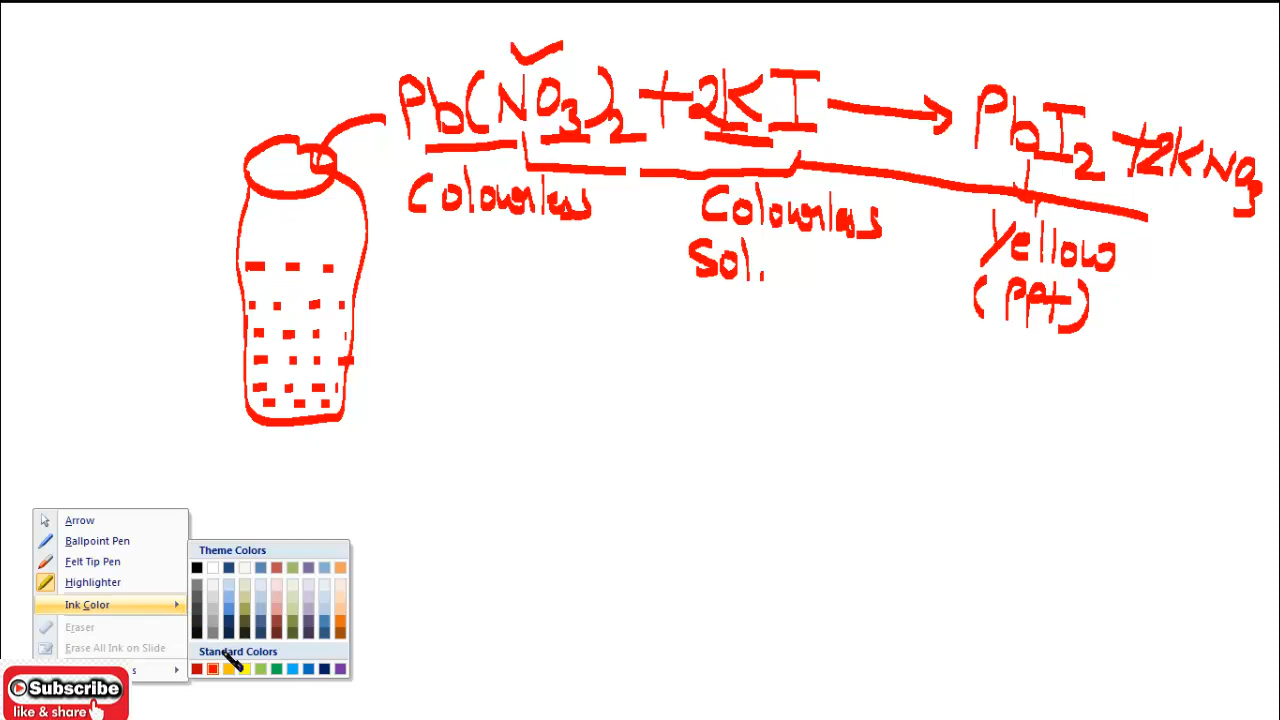 Pb(NO3)2 + 2KI → PbI2 + 2KNO3
Colourless
Colourless
Sol.
Yellow
(PPt)
Arrow
Ballpoint Pen
Felt Tip Pen
Highlighter
Ink Color
Eraser
Erase All Ink on Slide
s
Theme Colors
Standard Colors
Subscribe
like & share